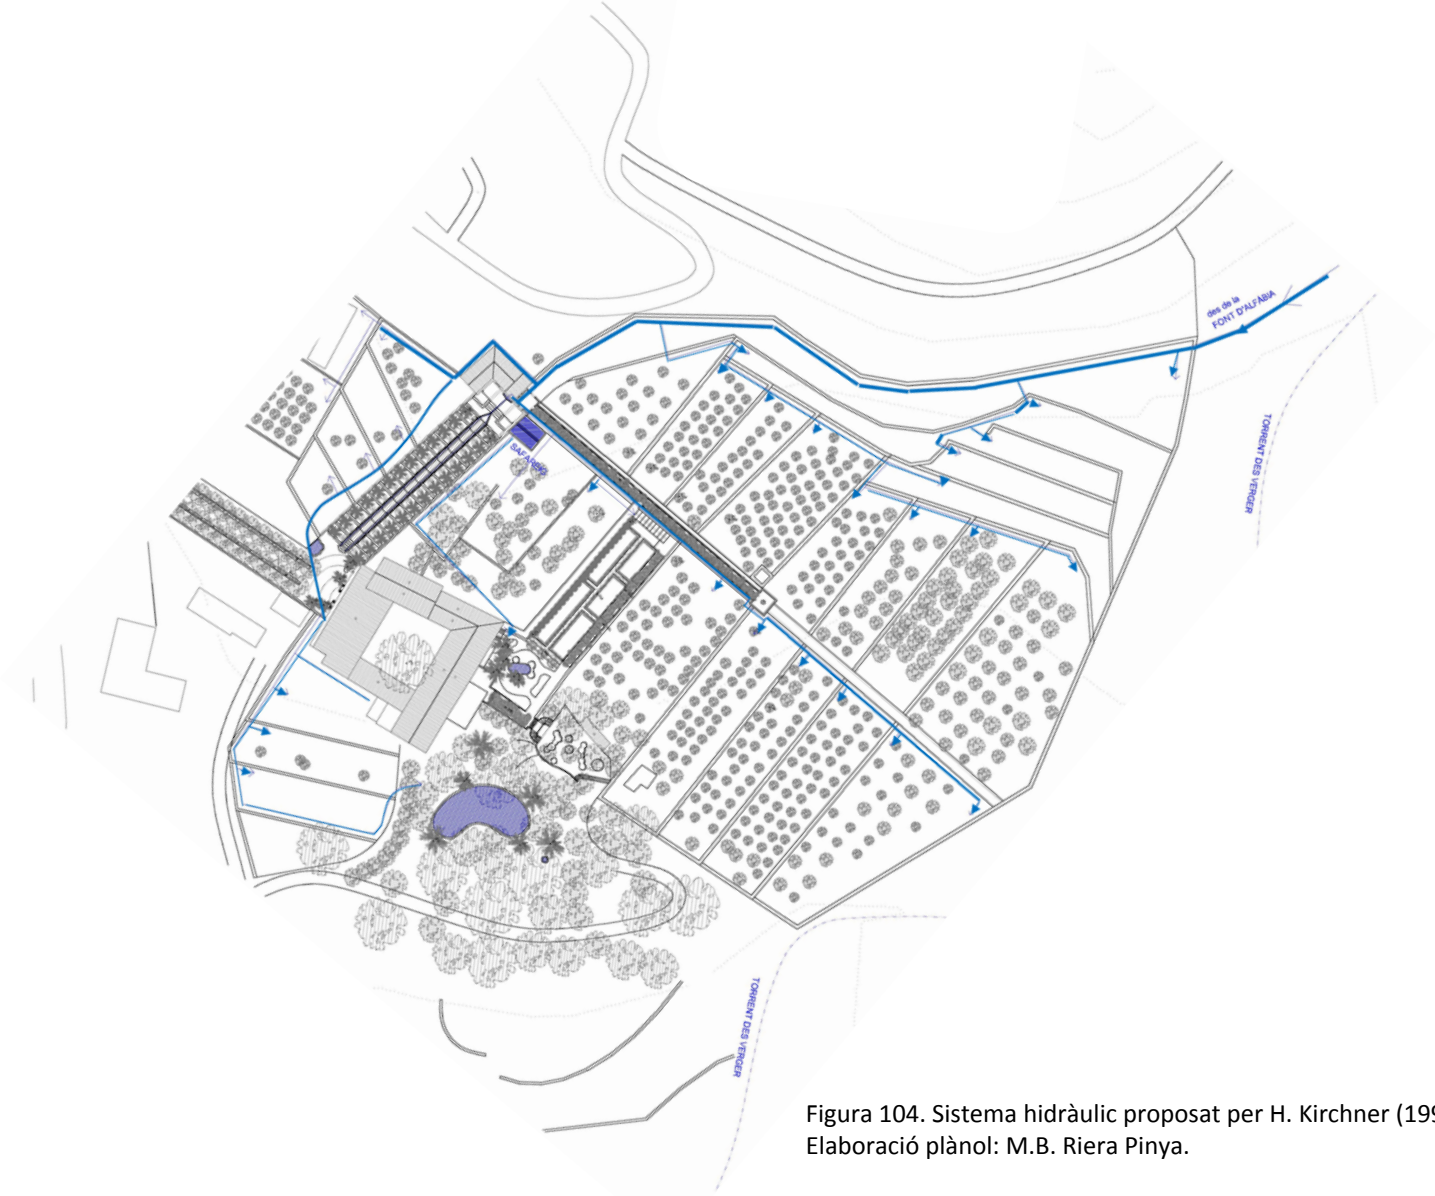 des de la
FONT D'ALFÀBIA
TORRENT DES VERGER
SAFAREIG
TORRENT DES VERGER
Figura 104. Sistema hidràulic proposat per H. Kirchner (199
Elaboració plànol: M.B. Riera Pinya.